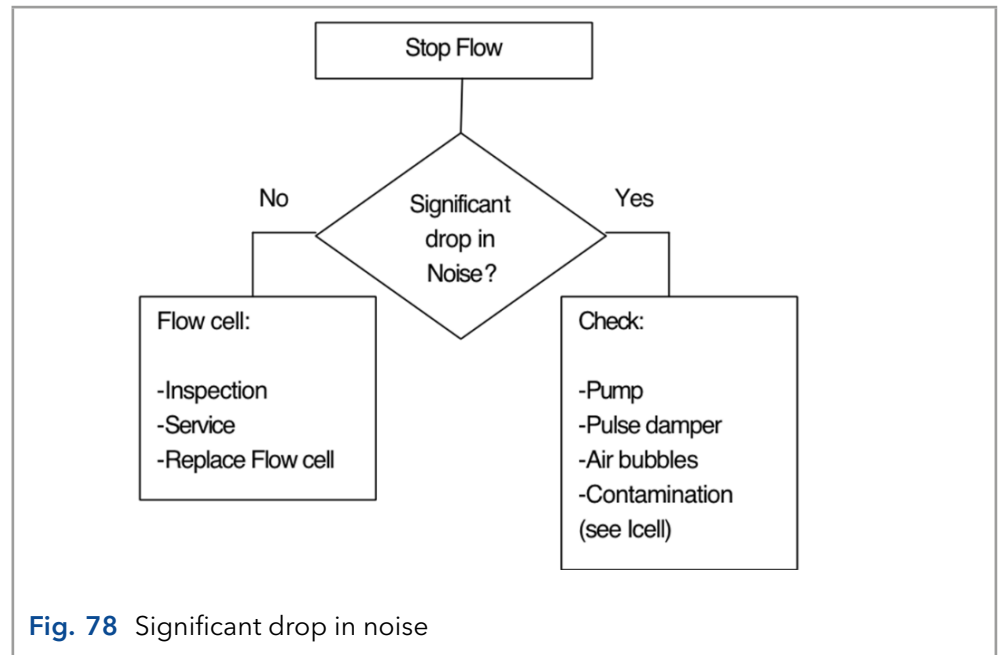 Stop Flow
No
Significant
drop in
Noise?
Yes
Flow cell:
-Inspection
-Service
-Replace Flow cell
Check:
-Pump
-Pulse damper
-Air bubbles
-Contamination
(see Icell)
Fig. 78 Significant drop in noise